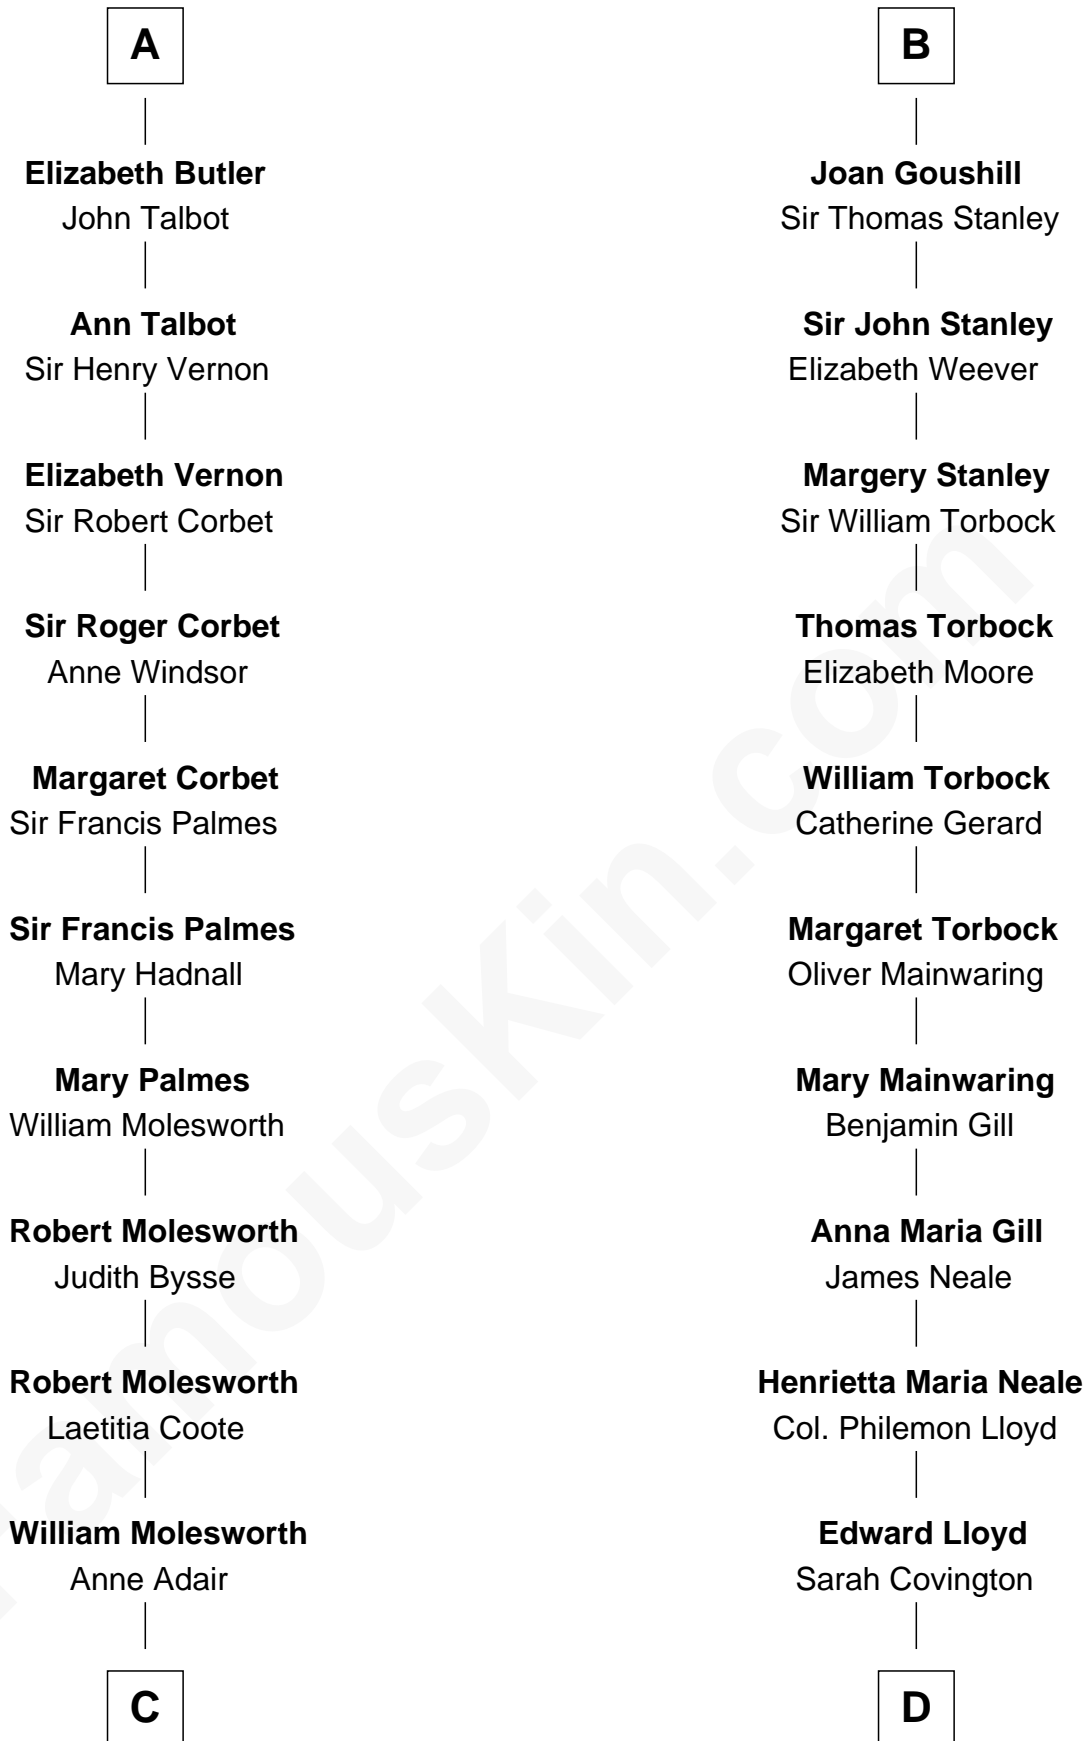 A
Elizabeth Butler
John Talbot
Ann Talbot
Sir Henry Vernon
Elizabeth Vernon
Sir Robert Corbet
Sir Roger Corbet
Anne Windsor
Margaret Corbet
Sir Francis Palmes
Sir Francis Palmes
Mary Hadnall
Mary Palmes
William Molesworth
Robert Molesworth
Judith Bysse
Robert Molesworth
Laetitia Coote
William Molesworth
Anne Adair
C
B
Joan Goushill
Sir Thomas Stanley
Sir John Stanley
Elizabeth Weever
Margery Stanley
Sir William Torbock
Thomas Torbock
Elizabeth Moore
William Torbock
Catherine Gerard
Margaret Torbock
Oliver Mainwaring
Mary Mainwaring
Benjamin Gill
Anna Maria Gill
James Neale
Henrietta Maria Neale
Col. Philemon Lloyd
Edward Lloyd
Sarah Covington
D
FamousKin.com